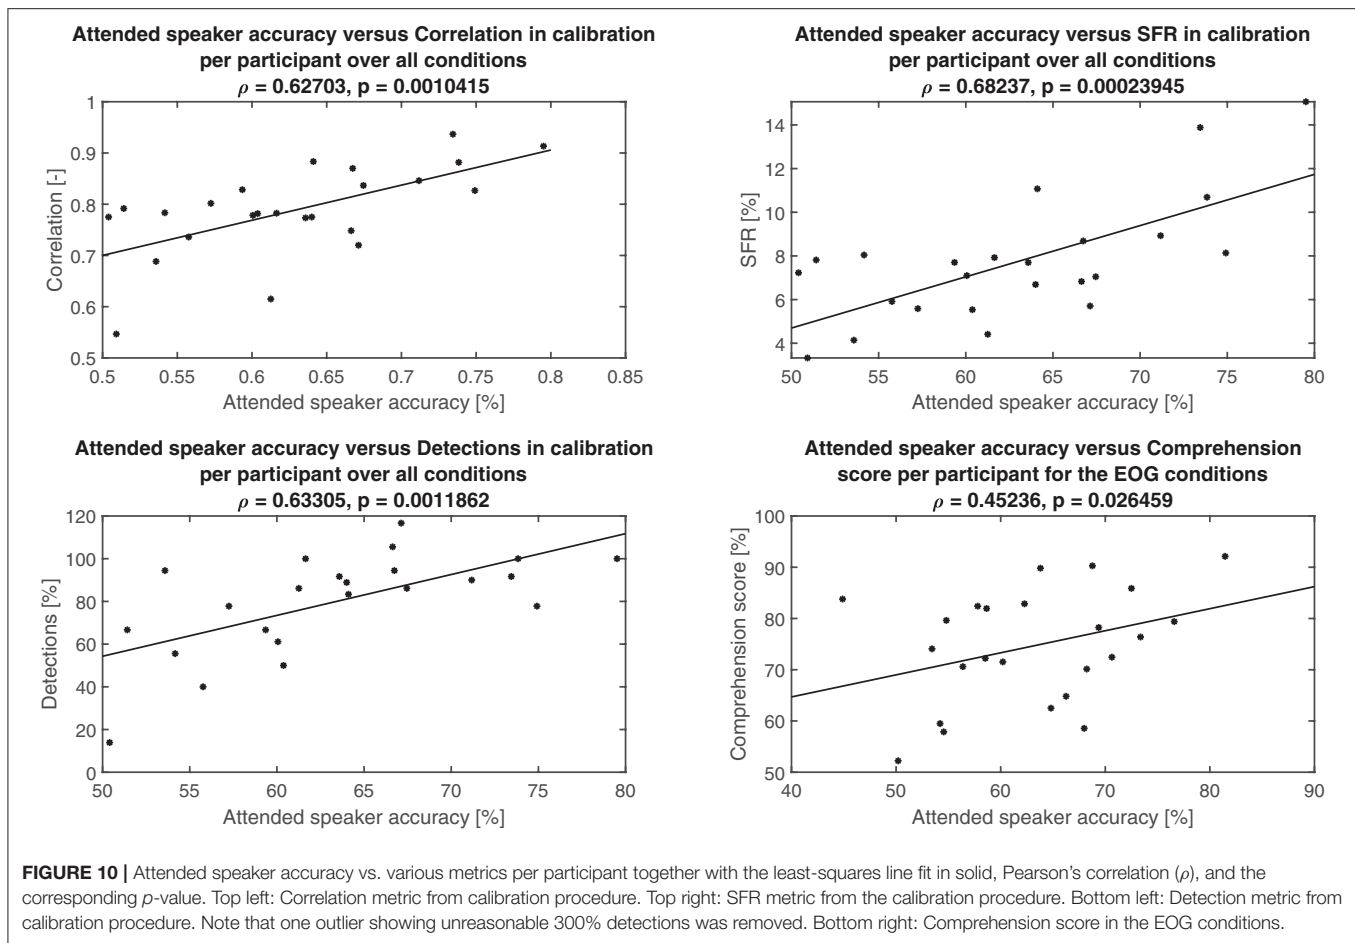 Attended speaker accuracy versus Correlation in calibration
per participant over all conditions
ρ = 0.62703, p = 0.0010415
1
0.9
0.8
0.7
0.6
0.5
Correlation [-]
0.5 0.55 0.6 0.65 0.7 0.75 0.8 0.85
Attended speaker accuracy [%]
Attended speaker accuracy versus SFR in calibration
per participant over all conditions
ρ = 0.68237, p = 0.00023945
14
12
10
8
6
4
SFR [%]
50 55 60 65 70 75 80
Attended speaker accuracy [%]
Attended speaker accuracy versus Detections in calibration
per participant over all conditions
ρ = 0.63305, p = 0.0011862
120
100
80
60
40
20
0
Detections [%]
50 55 60 65 70 75 80
Attended speaker accuracy [%]
Attended speaker accuracy versus Comprehension
score per participant for the EOG conditions
ρ = 0.45236, p = 0.026459
100
90
80
70
60
50
Comprehension score [%]
40 50 60 70 80 90
Attended speaker accuracy [%]
FIGURE 10 | Attended speaker accuracy vs. various metrics per participant together with the least-squares line fit in solid, Pearson's correlation (ρ), and the
corresponding p-value. Top left: Correlation metric from calibration procedure. Top right: SFR metric from the calibration procedure. Bottom left: Detection metric from
calibration procedure. Note that one outlier showing unreasonable 300% detections was removed. Bottom right: Comprehension score in the EOG conditions.